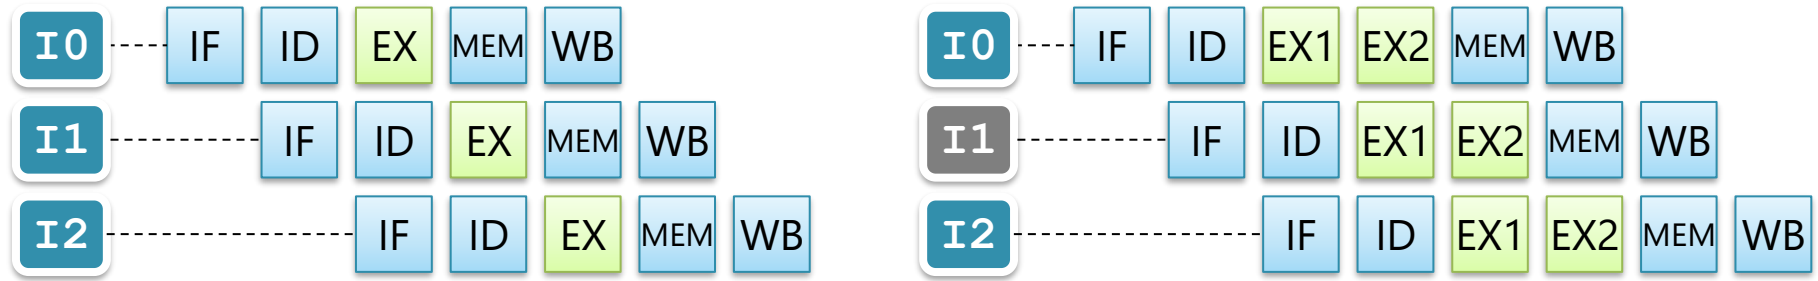 I0 IF ID EX MEM WB
I1 IF ID EX MEM WB
I2 IF ID EX MEM WB
I0 IF ID EX1 EX2 MEM WB
I1 IF ID EX1 EX2 MEM WB
I2 IF ID EX1 EX2 MEM WB